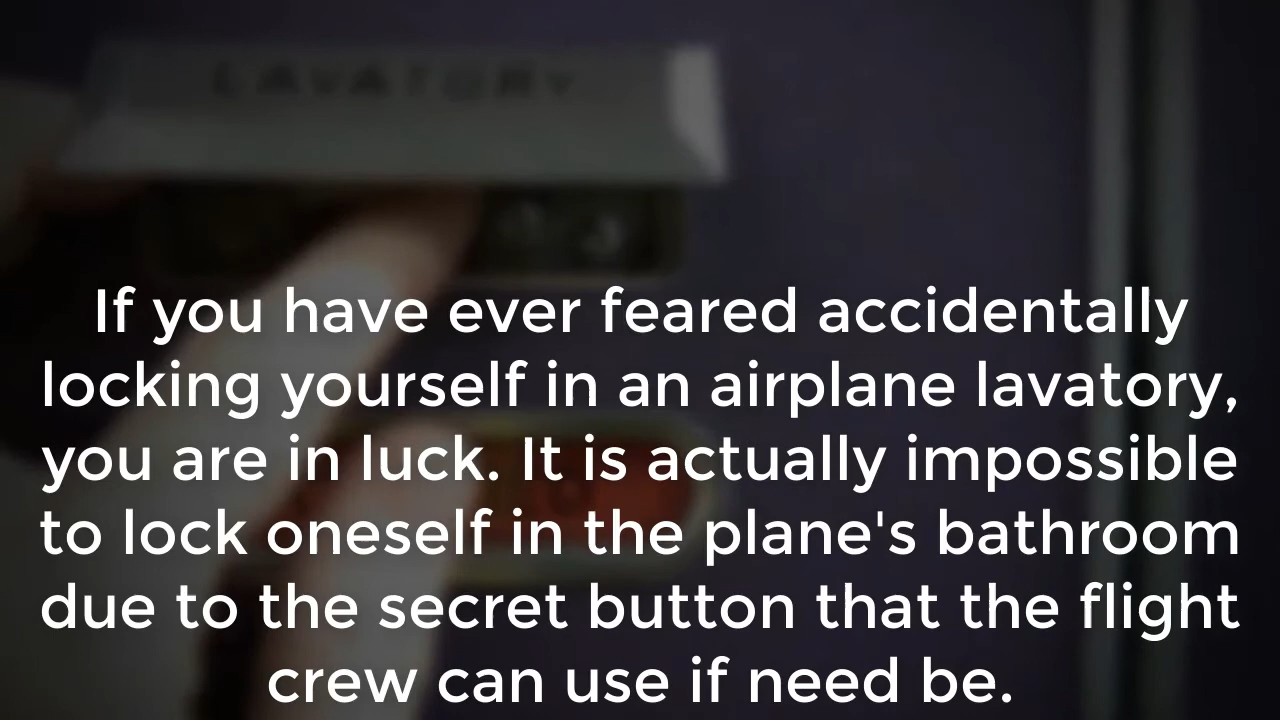 LAVATORY
If you have ever feared accidentally
locking yourself in an airplane lavatory,
you are in luck. It is actually impossible
to lock oneself in the plane's bathroom
due to the secret button that the flight
crew can use if need be.